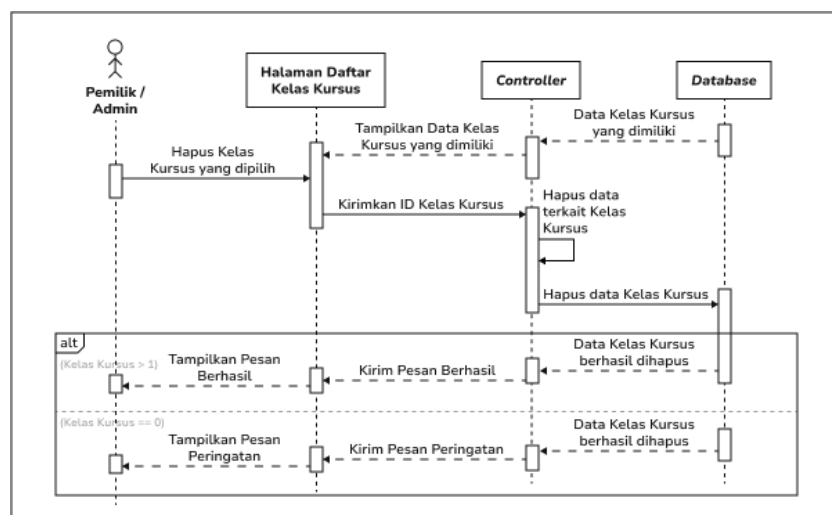 Pemilik /
Admin
Halaman Daftar
Kelas Kursus
Controller
Database
Data Kelas Kursus
yang dimiliki
Tampilkan Data Kelas
Kursus yang dimiliki
Hapus Kelas
Kursus yang dipilih
Kirimkan ID Kelas Kursus
Hapus data
terkait Kelas
Kursus
Hapus data Kelas Kursus
alt
(Kelas Kursus > 1)
Data Kelas Kursus
berhasil dihapus
Kirim Pesan Berhasil
Tampilkan Pesan
Berhasil
(Kelas Kursus == 0)
Data Kelas Kursus
berhasil dihapus
Kirim Pesan Peringatan
Tampilkan Pesan
Peringatan